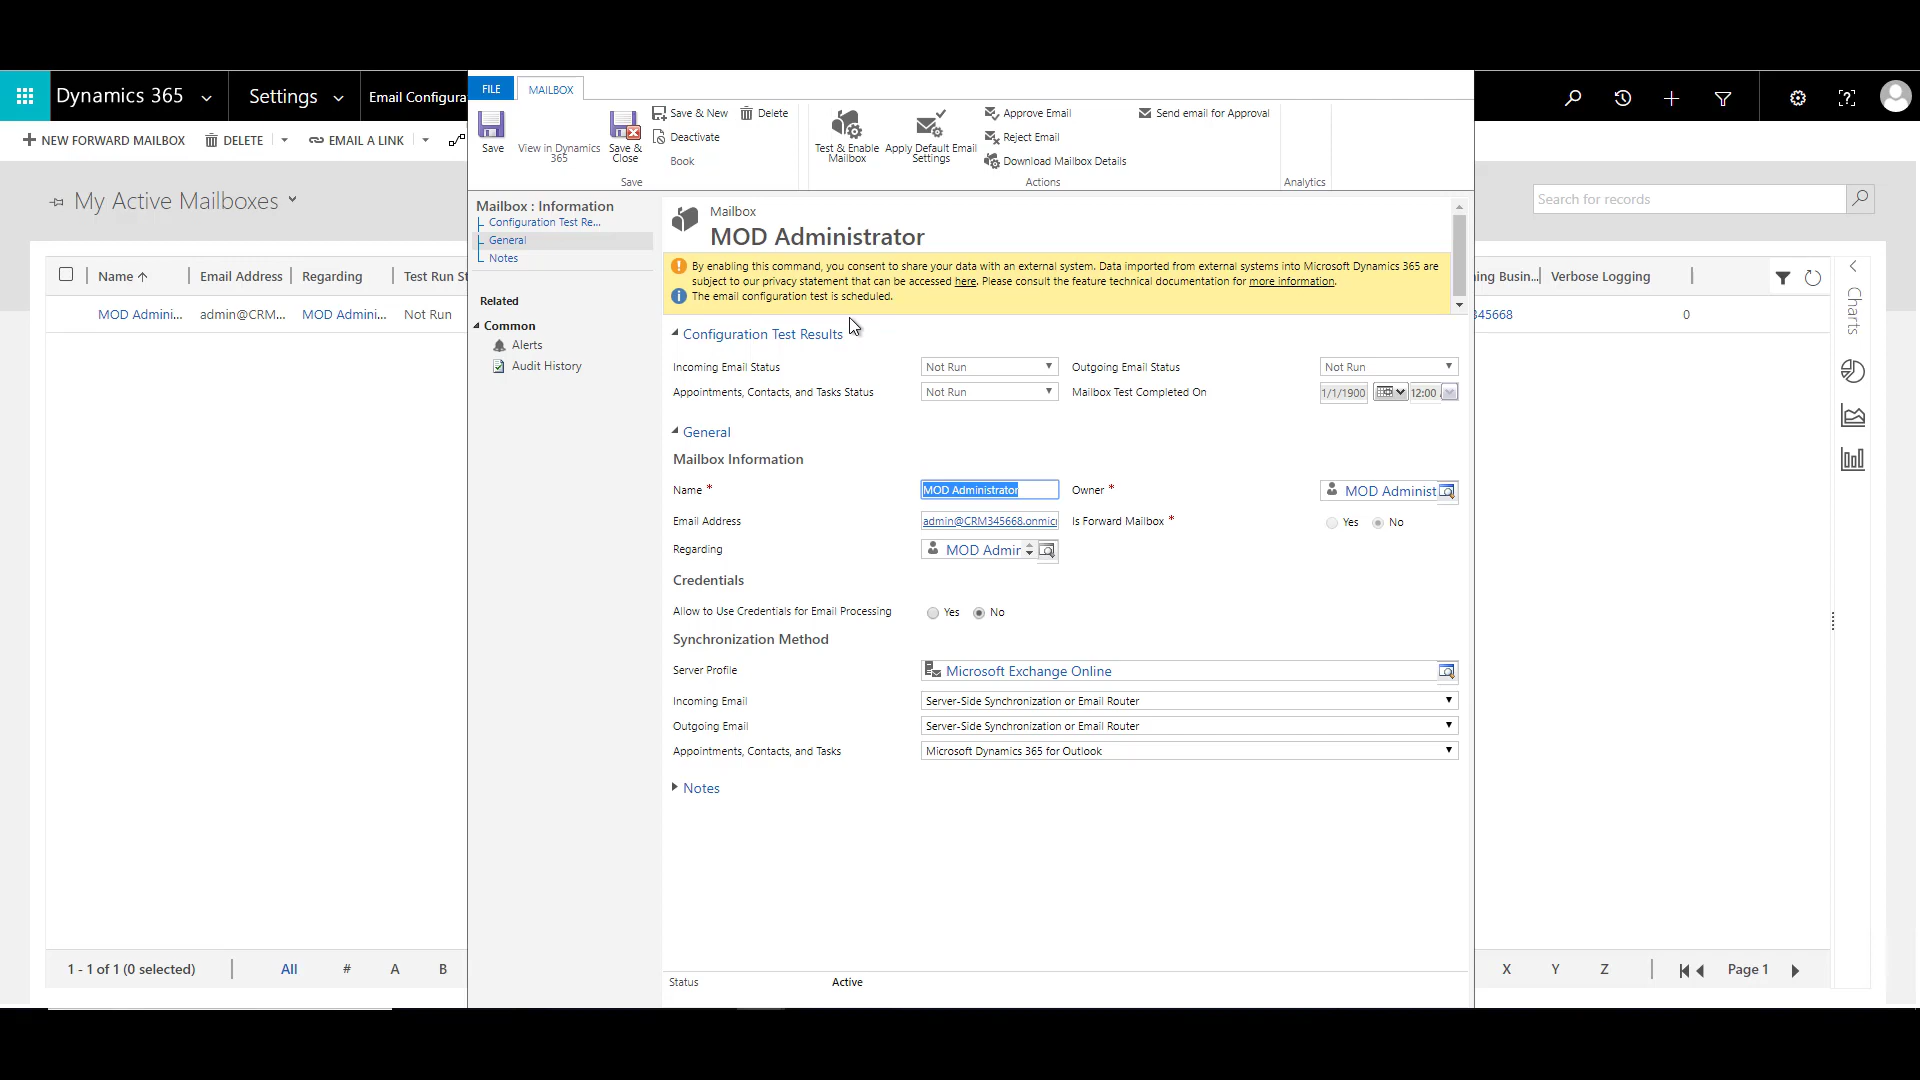 Dynamics 365
Settings
Email Configura
NEW FORWARD MAILBOX
DELETE
EMAIL A LINK
My Active Mailboxes
Name
Email Address
Regarding
Test Run St
MOD Admini...
admin@CRM...
MOD Admini...
Not Run
1 - 1 of 1 (0 selected)
All
#
A
B
FILE
MAILBOX
Save
View in Dynamics
365
Save &
Close
Save & New
Delete
Deactivate
Book
Save
Test & Enable
Mailbox
Apply Default Email
Settings
Approve Email
Reject Email
Download Mailbox Details
Send email for Approval
Actions
Analytics
Mailbox : Information
Configuration Test Re...
General
Notes
Related
Common
Alerts
Audit History
Mailbox
MOD Administrator
By enabling this command, you consent to share your data with an external system. Data imported from external systems into Microsoft Dynamics 365 are
subject to our privacy statement that can be accessed here. Please consult the feature technical documentation for more information.
The email configuration test is scheduled.
Configuration Test Results
Incoming Email Status
Not Run
Outgoing Email Status
Not Run
Appointments, Contacts, and Tasks Status
Not Run
Mailbox Test Completed On
1/1/1900
12:00
General
Mailbox Information
Name *
MOD Administrator
Owner *
MOD Administ
Email Address
admin@CRM345668.onmic
Is Forward Mailbox *
Yes
No
Regarding
MOD Admir
Credentials
Allow to Use Credentials for Email Processing
Yes
No
Synchronization Method
Server Profile
Microsoft Exchange Online
Incoming Email
Server-Side Synchronization or Email Router
Outgoing Email
Server-Side Synchronization or Email Router
Appointments, Contacts, and Tasks
Microsoft Dynamics 365 for Outlook
Notes
Status
Active
Search for records
ing Busin...
Verbose Logging
345668
0
Charts
X
Y
Z
Page 1